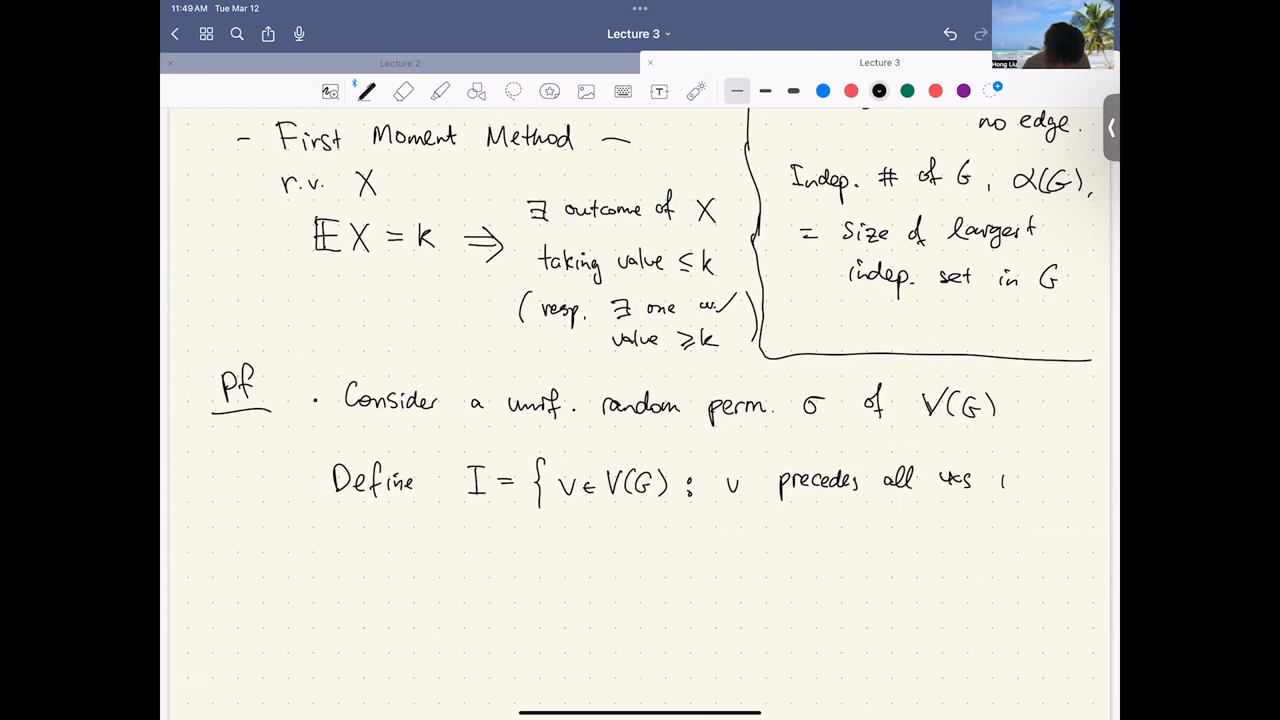 11:49 AM Tue Mar 12
Lecture 3
Hong Liu
Lecture 2
Lecture 3
- First Moment Method -
r.v. X
𝔼X = k ⇒
∃ outcome of X
taking value ≤ k
(resp. ∃ one w/
value ≥ k)
no edge.
Indep. # of G, α(G),
= size of largest
indep. set in G
Pf · Consider a unif. random perm. σ of V(G)
Define I = { v ∈ V(G) : v precedes all